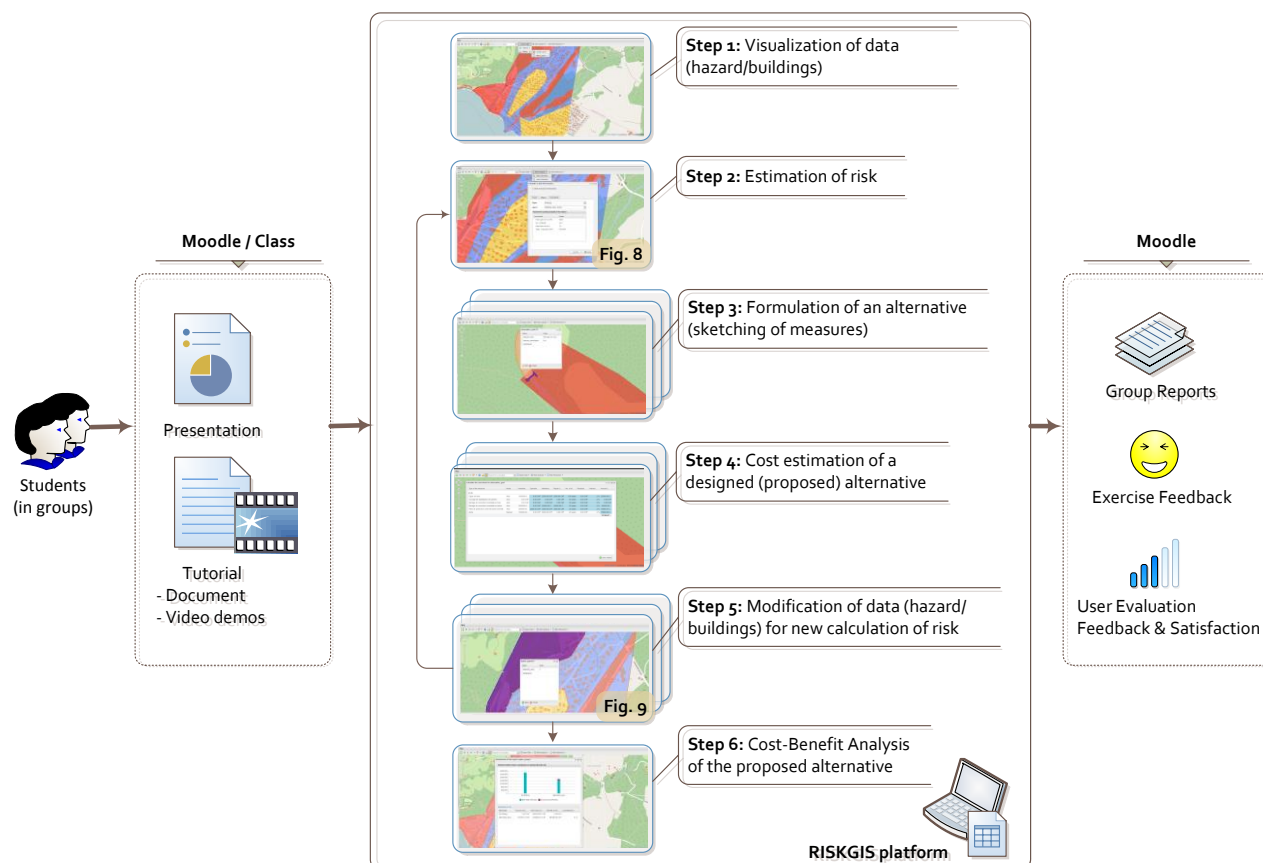 Moodle / Class
Presentation
Tutorial
- Document
- Video demos
Students
(in groups)
Step 1: Visualization of data
(hazard/buildings)
Step 2: Estimation of risk
Fig. 8
Step 3: Formulation of an alternative
(sketching of measures)
Step 4: Cost estimation of a
designed (proposed) alternative
Step 5: Modification of data (hazard/
buildings) for new calculation of risk
Fig. 9
Step 6: Cost-Benefit Analysis
of the proposed alternative
RISKGIS platform
Moodle
Group Reports
Exercise Feedback
User Evaluation
Feedback & Satisfaction